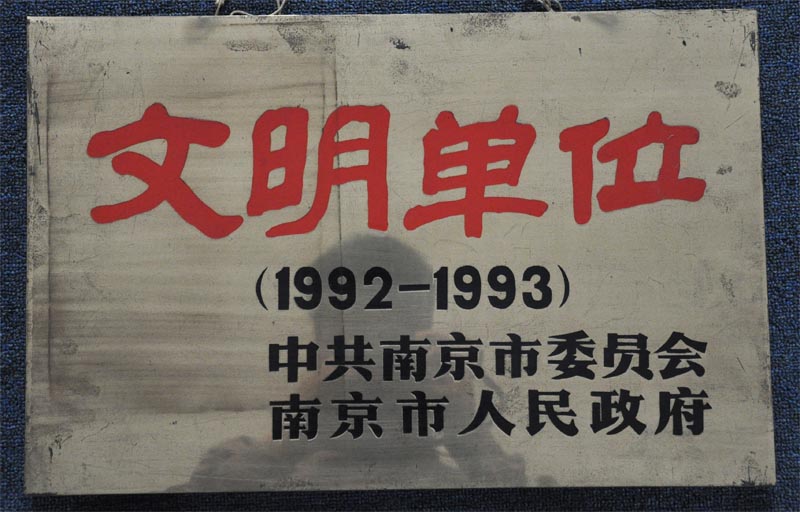 文明单位
(1992-1993)
中共南京市委员会
南京市人民政府